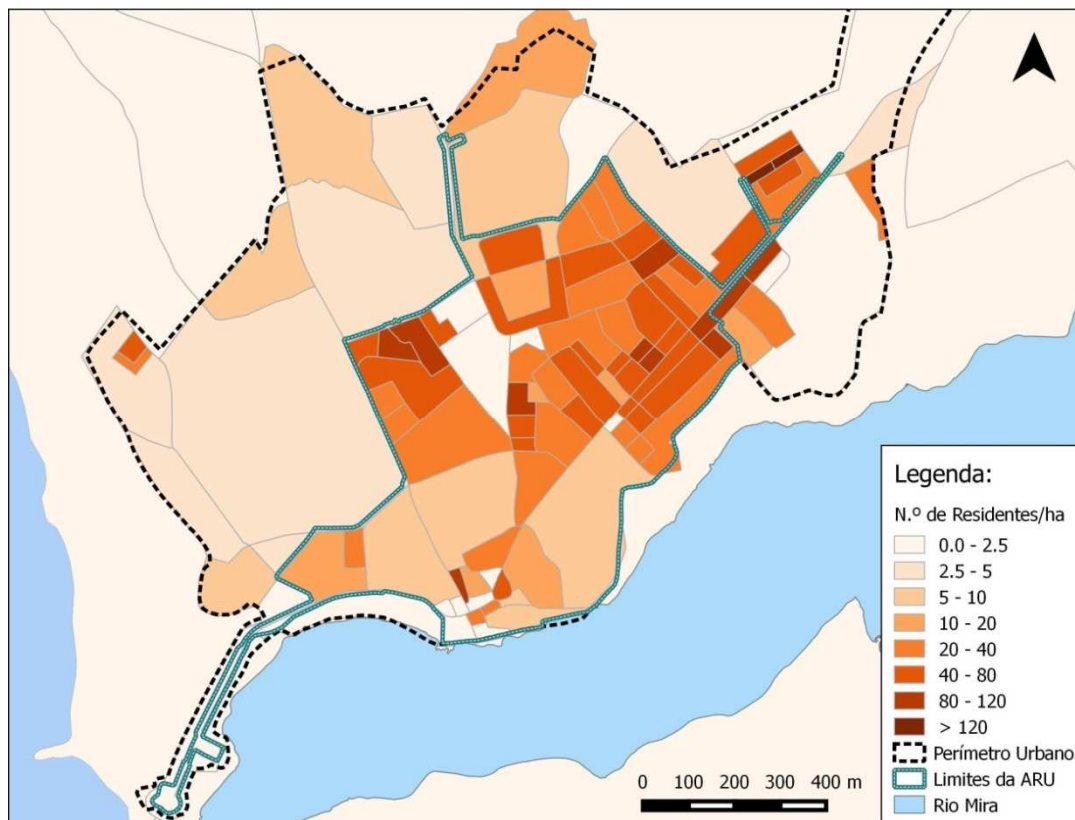 Legenda:
N.º de Residentes/ha
0.0 - 2.5
2.5 - 5
5 - 10
10 - 20
20 - 40
40 - 80
80 - 120
> 120
Perímetro Urbano
Limites da ARU
Rio Mira
0 100 200 300 400 m